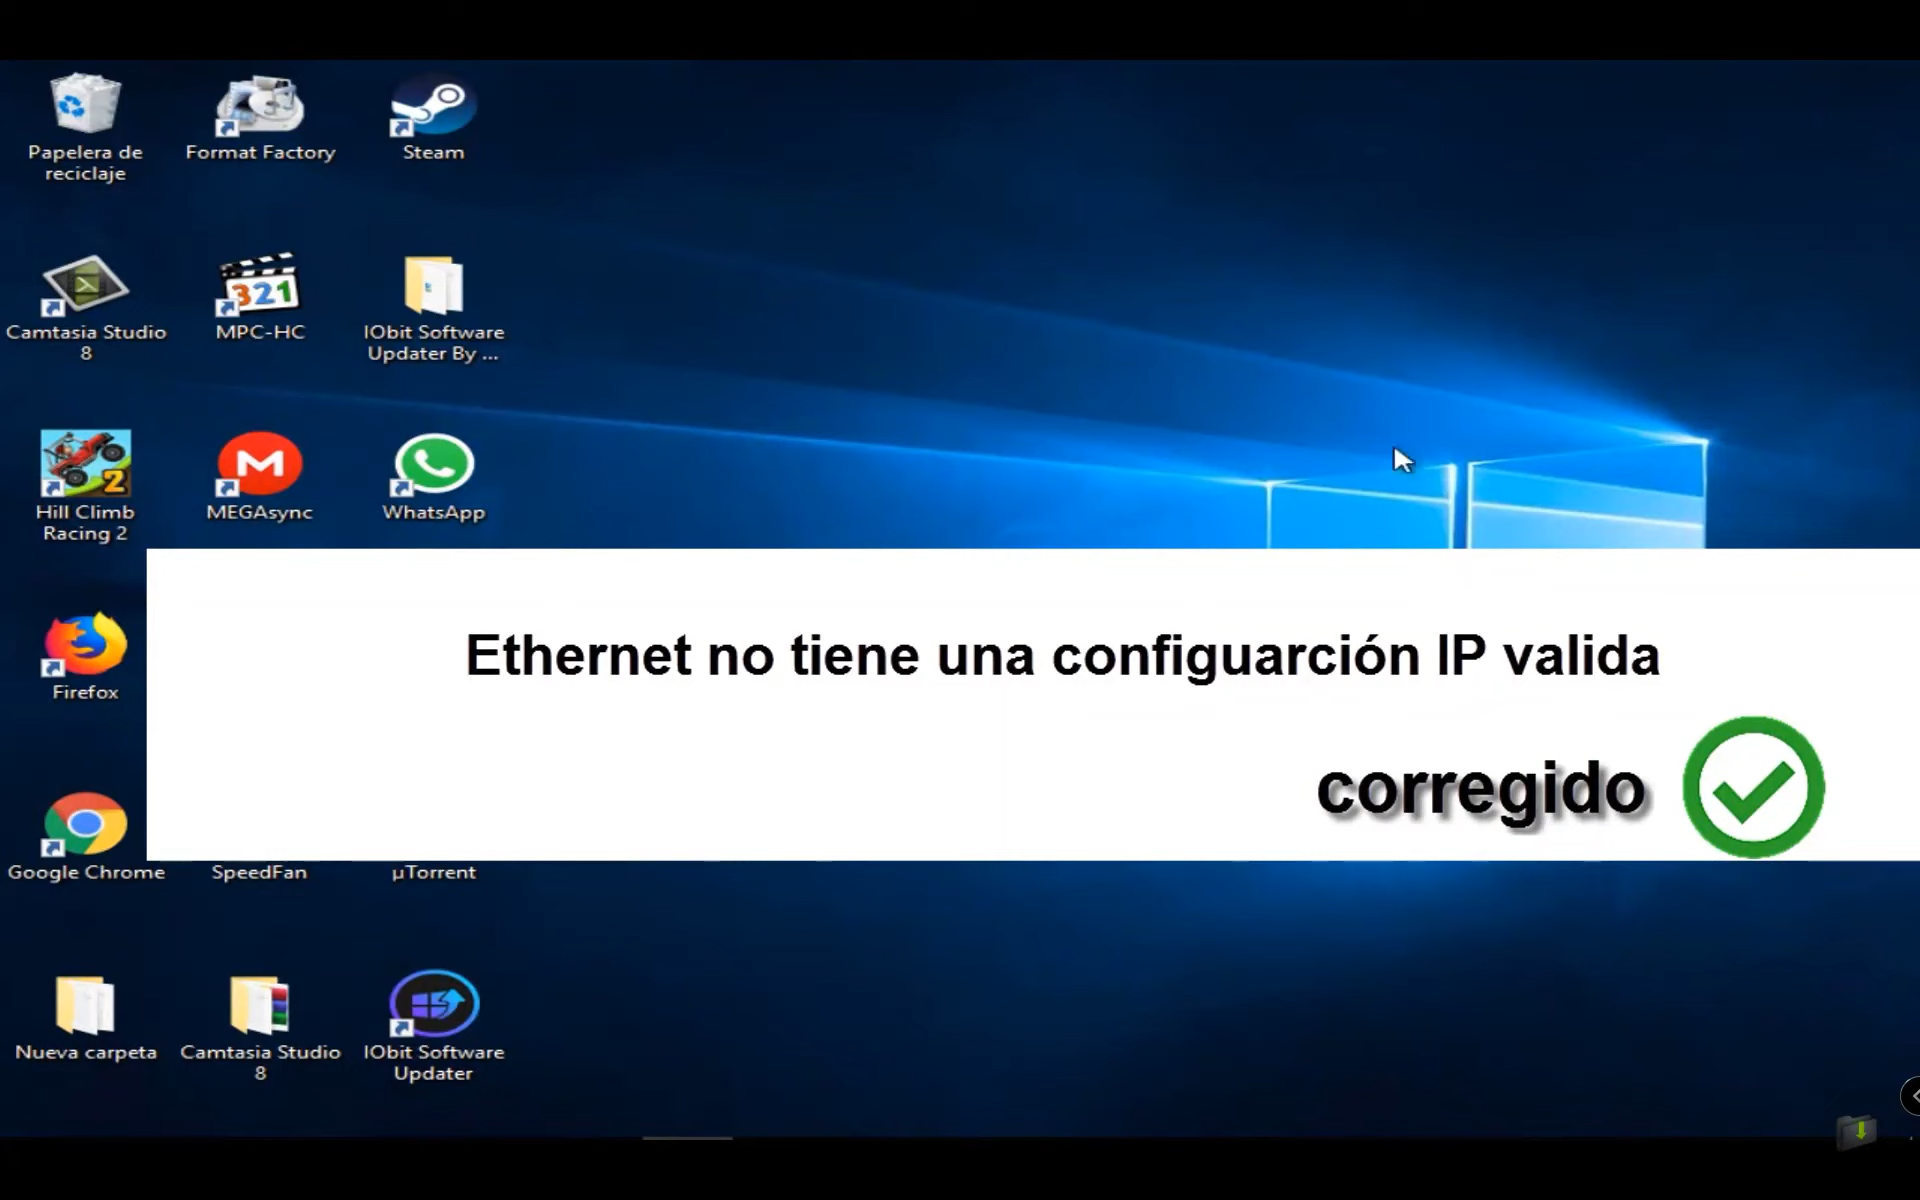 Papelera de
reciclaje
Format Factory
Steam
Camtasia Studio
8
MPC-HC
321
IObit Software
Updater By ...
Hill Climb
Racing 2
2
MEGAsync
M
WhatsApp
Firefox
Ethernet no tiene una configuarción IP valida
corregido
Google Chrome
SpeedFan
µTorrent
Nueva carpeta
Camtasia Studio
8
IObit Software
Updater